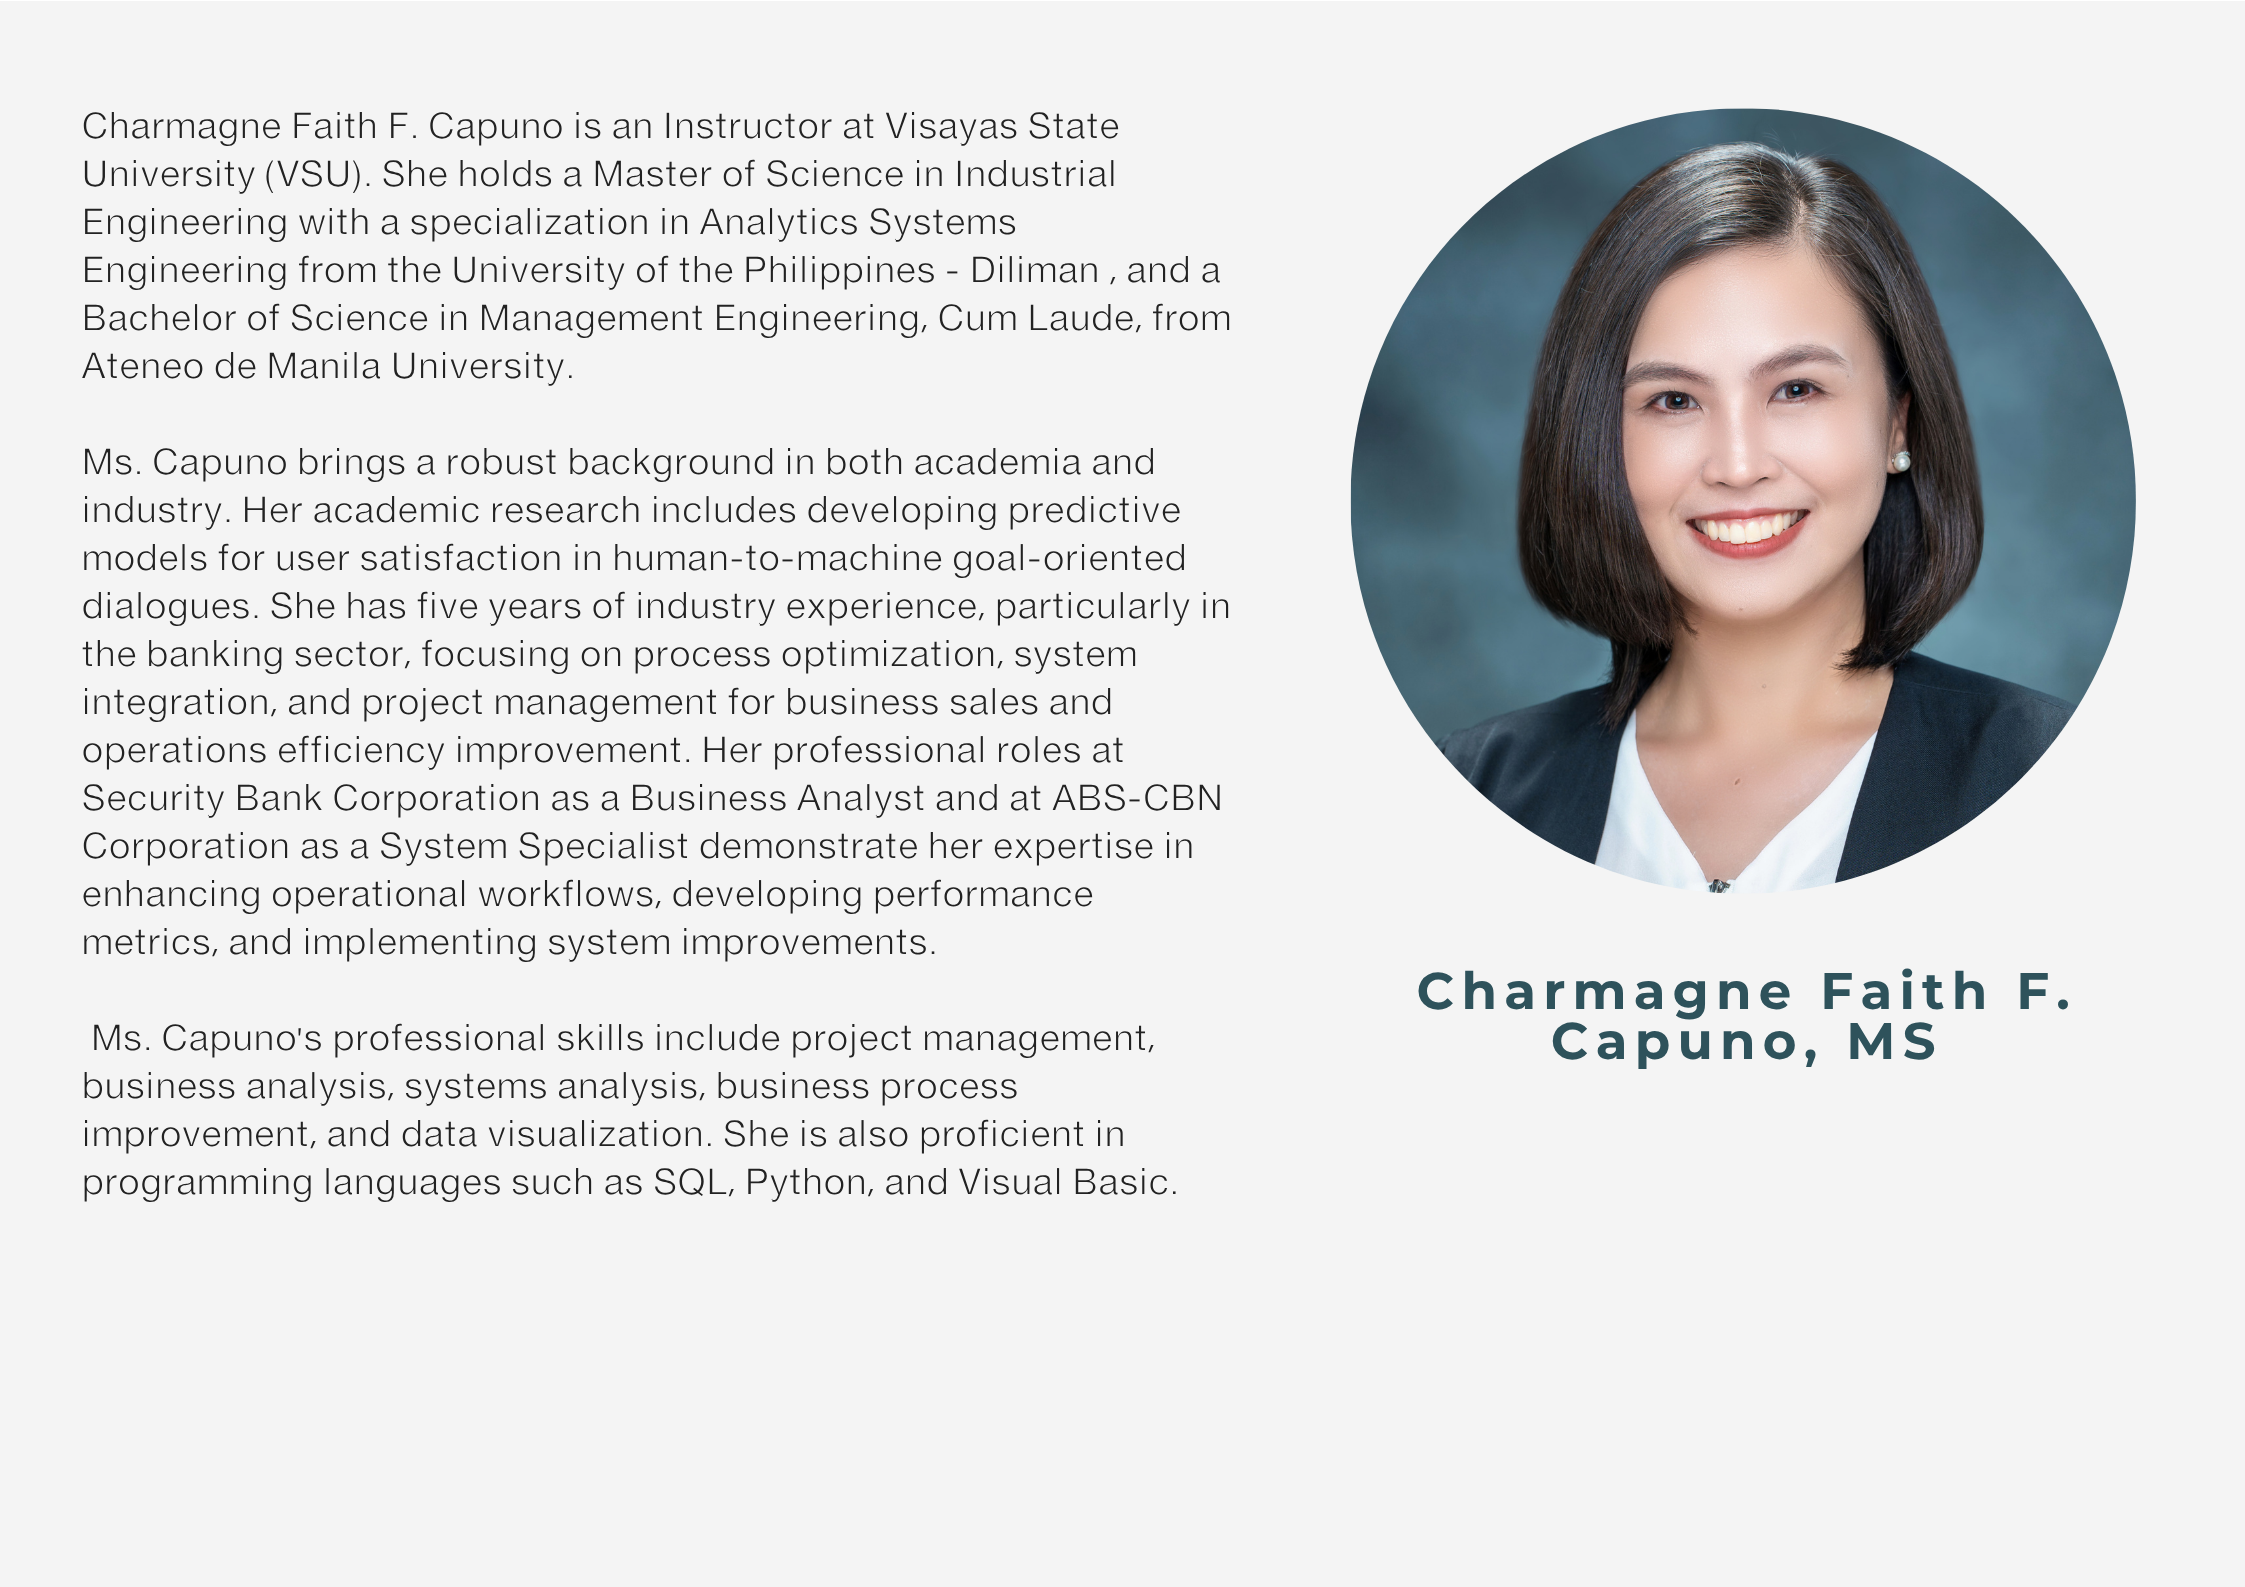 Charmagne Faith F. Capuno is an Instructor at Visayas State
University (VSU). She holds a Master of Science in Industrial
Engineering with a specialization in Analytics Systems
Engineering from the University of the Philippines - Diliman , and a
Bachelor of Science in Management Engineering, Cum Laude, from
Ateneo de Manila University.
Ms. Capuno brings a robust background in both academia and
industry. Her academic research includes developing predictive
models for user satisfaction in human-to-machine goal-oriented
dialogues. She has five years of industry experience, particularly in
the banking sector, focusing on process optimization, system
integration, and project management for business sales and
operations efficiency improvement. Her professional roles at
Security Bank Corporation as a Business Analyst and at ABS-CBN
Corporation as a System Specialist demonstrate her expertise in
enhancing operational workflows, developing performance
metrics, and implementing system improvements.
Ms. Capuno's professional skills include project management,
business analysis, systems analysis, business process
improvement, and data visualization. She is also proficient in
programming languages such as SQL, Python, and Visual Basic.
Charmagne Faith F.
Capuno, MS